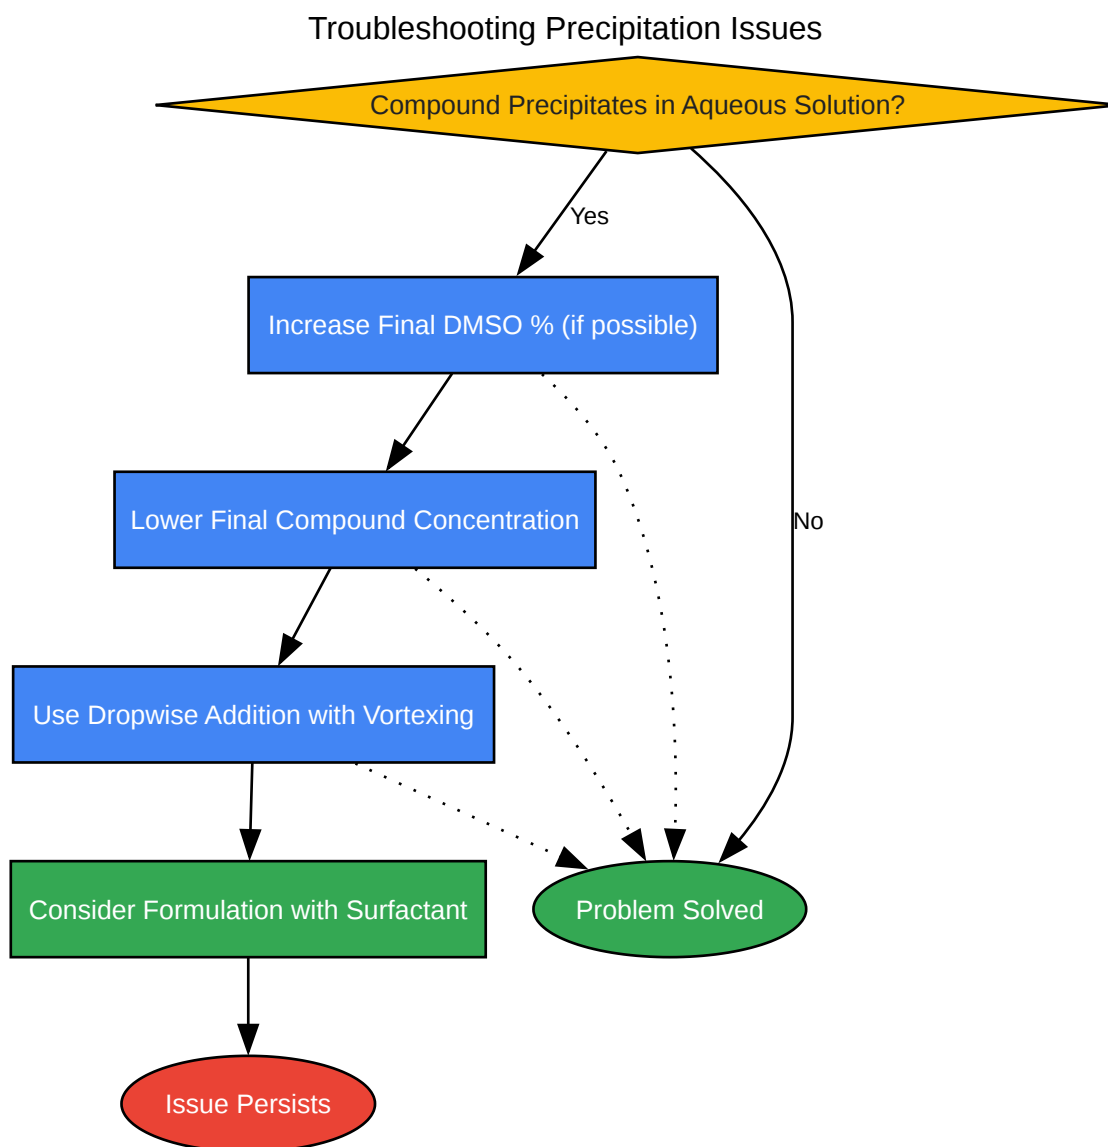 Troubleshooting Precipitation Issues
Compound Precipitates in Aqueous Solution?
Yes
Increase Final DMSO % (if possible)
Lower Final Compound Concentration
No
Use Dropwise Addition with Vortexing
Consider Formulation with Surfactant
Problem Solved
Issue Persists